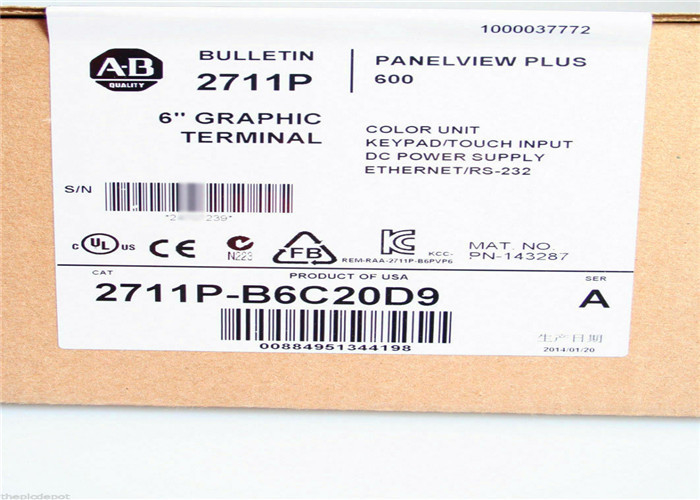 1000037772
A-B
QUALITY
BULLETIN
2711P
PANELVIEW PLUS
600
6" GRAPHIC
TERMINAL
COLOR UNIT
KEYPAD/TOUCH INPUT
DC POWER SUPPLY
ETHERNET/RS-232
S/N
239*
c UL US CE N223 FB KCC-
REM-RAA-2711P-B6PVP6
MAT. NO.
PN-143287
CAT
PRODUCT OF USA
SER
2711P-B6C20D9
A
00884951344198
生产日期
2014/01/20
theplcdepot